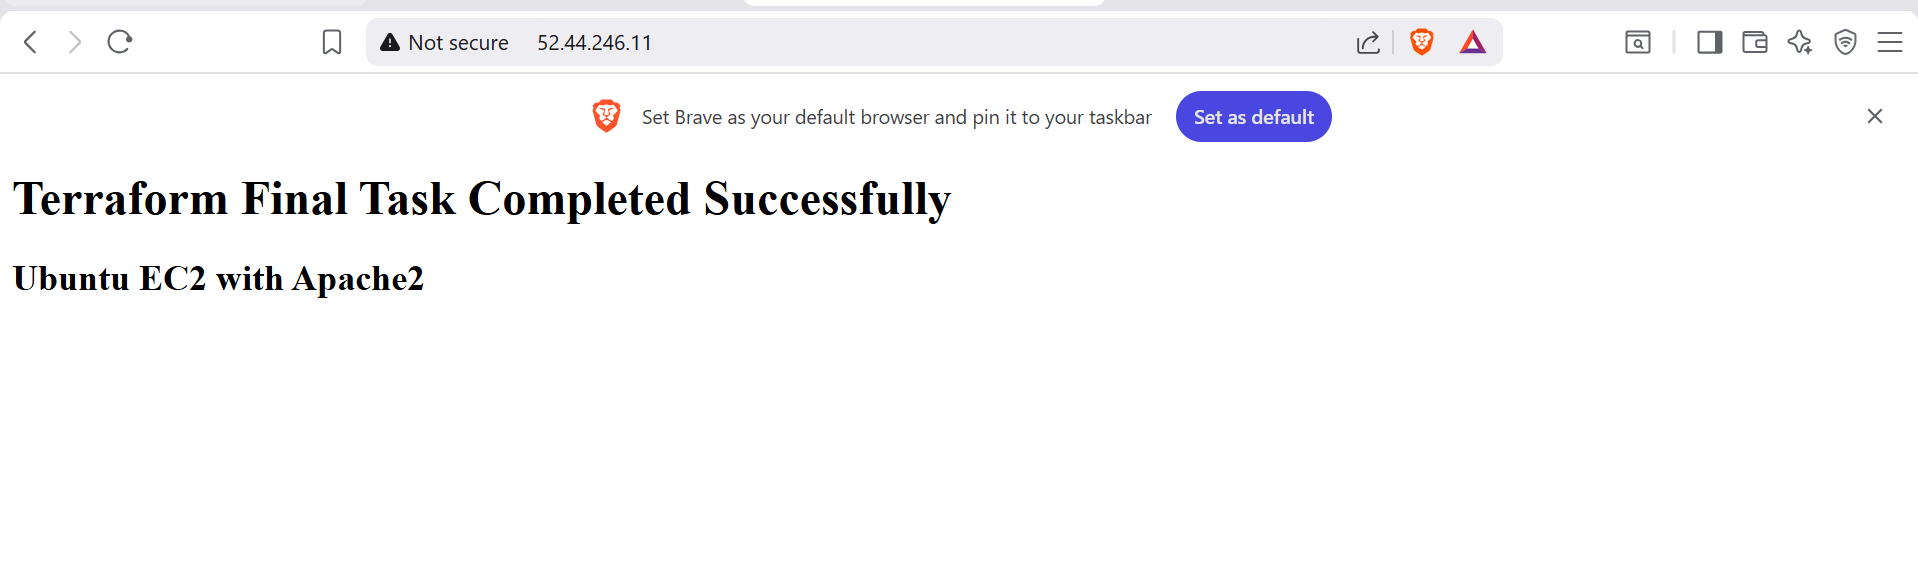 Not secure 52.44.246.11
Set Brave as your default browser and pin it to your taskbar Set as default
Terraform Final Task Completed Successfully
Ubuntu EC2 with Apache2